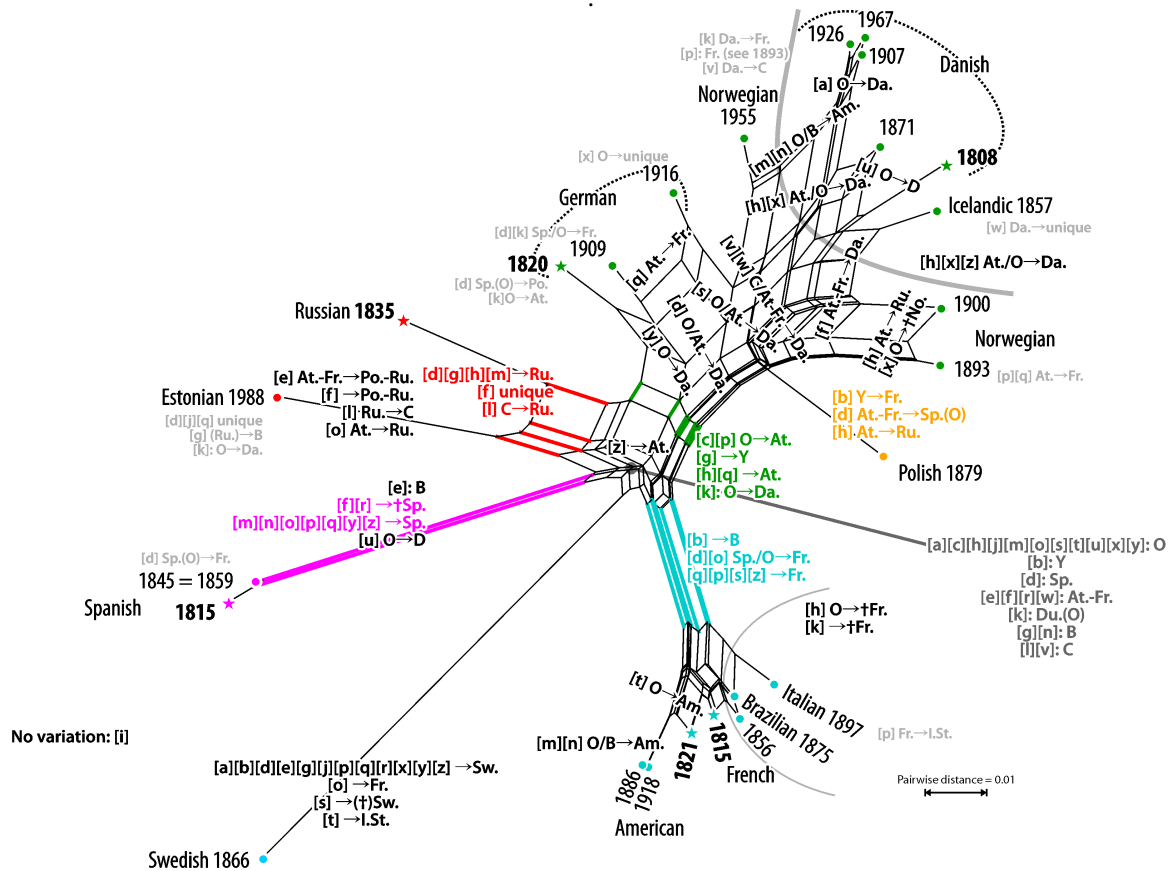 1967
1926
[k] Da.→Fr.
[p]: Fr. (see 1893)
[v] Da.→C
1907
Danish
[a] O→Da.
Norwegian
1955
[m][n] O/B→Am.
1871
[x] O→unique
1916
[u] O→D
1808
German
[h][x] At./O→Da.
Icelandic 1857
[w] Da.→unique
[d][k] Sp./O→Fr.
1909
1820
[q] At.→Fr.
[v][w] C/At-Fr.→Da.
[f] At.-Fr.→Da.
[h][x][z] At./O→Da.
[d] Sp.(O)→Po.
[k]O→At.
[s] O/At.→Da.
[d] O/At.→Da.
[y] O→Da.
[h] At.→Ru.
[x] O→†No.
1900
Norwegian
1893
[p][q] At→Fr.
Russian 1835
[e] At.-Fr.→Po.-Ru.
[f] →Po.-Ru.
[l] Ru.→C
[o] At.→Ru.
[d][g][h][m]→Ru.
[f] unique
[l] C→Ru.
Estonian 1988
[d][j][q] unique
[g] (Ru.)→B
[k]: O→Da.
[b] Y→Fr.
[d] At.-Fr.→Sp.(O)
[h] At.→Ru.
Polish 1879
[z] →At.
[c][p] O→At.
[g] →Y
[h][q] →At.
[k]: O→Da.
[e]: B
[f][r] →†Sp.
[m][n][o][p][q][y][z] →Sp.
[u] O→D
[d] Sp.(O)→Fr.
1845 = 1859
Spanish
1815
[b] →B
[d][o] Sp./O→Fr.
[q][p][s][z] →Fr.
[a][c][h][j][m][o][s][t][u][x][y]: O
[b]: Y
[d]: Sp.
[e][f][r][w]: At.-Fr.
[k]: Du.(O)
[g][n]: B
[l][v]: C
[h] O→†Fr.
[k] →†Fr.
[t] O→Am.
Italian 1897
Brazilian 1875
1856
1815
French
[p] Fr.→I.St.
1821
[m][n] O/B→Am.
1886
1918
American
No variation: [i]
[a][b][d][e][g][j][p][q][r][x][y][z] →Sw.
[o] →Fr.
[s] →(†)Sw.
[t] →I.St.
Swedish 1866
Pairwise distance = 0.01